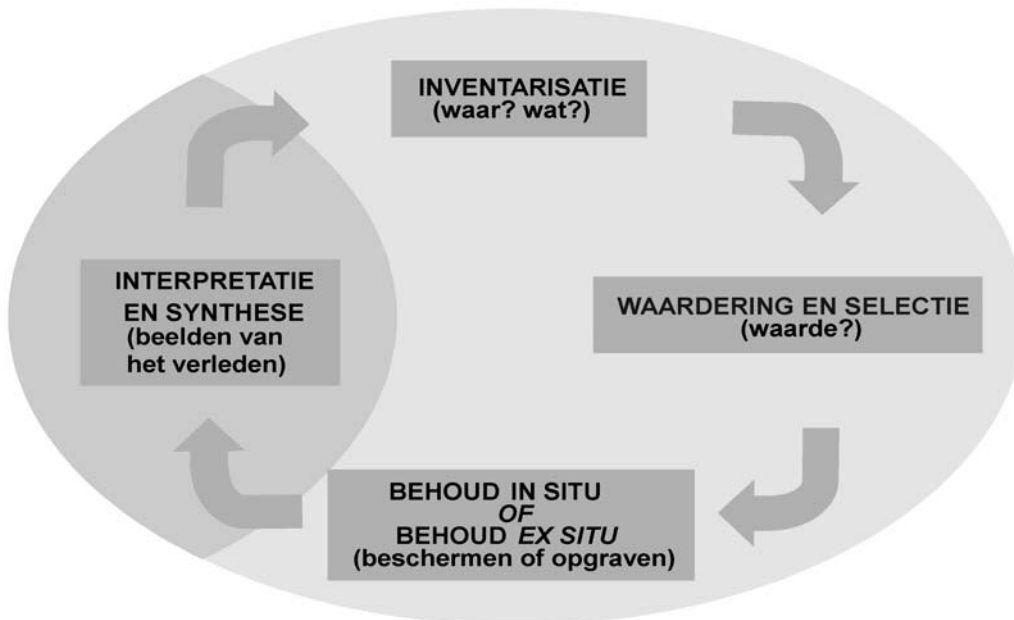 INVENTARISATIE
(waar? wat?)
WAARDERING EN SELECTIE
(waarde?)
BEHOUD IN SITU
OF
BEHOUD EX SITU
(beschermen of opgraven)
INTERPRETATIE
EN SYNTHESE
(beelden van
het verleden)